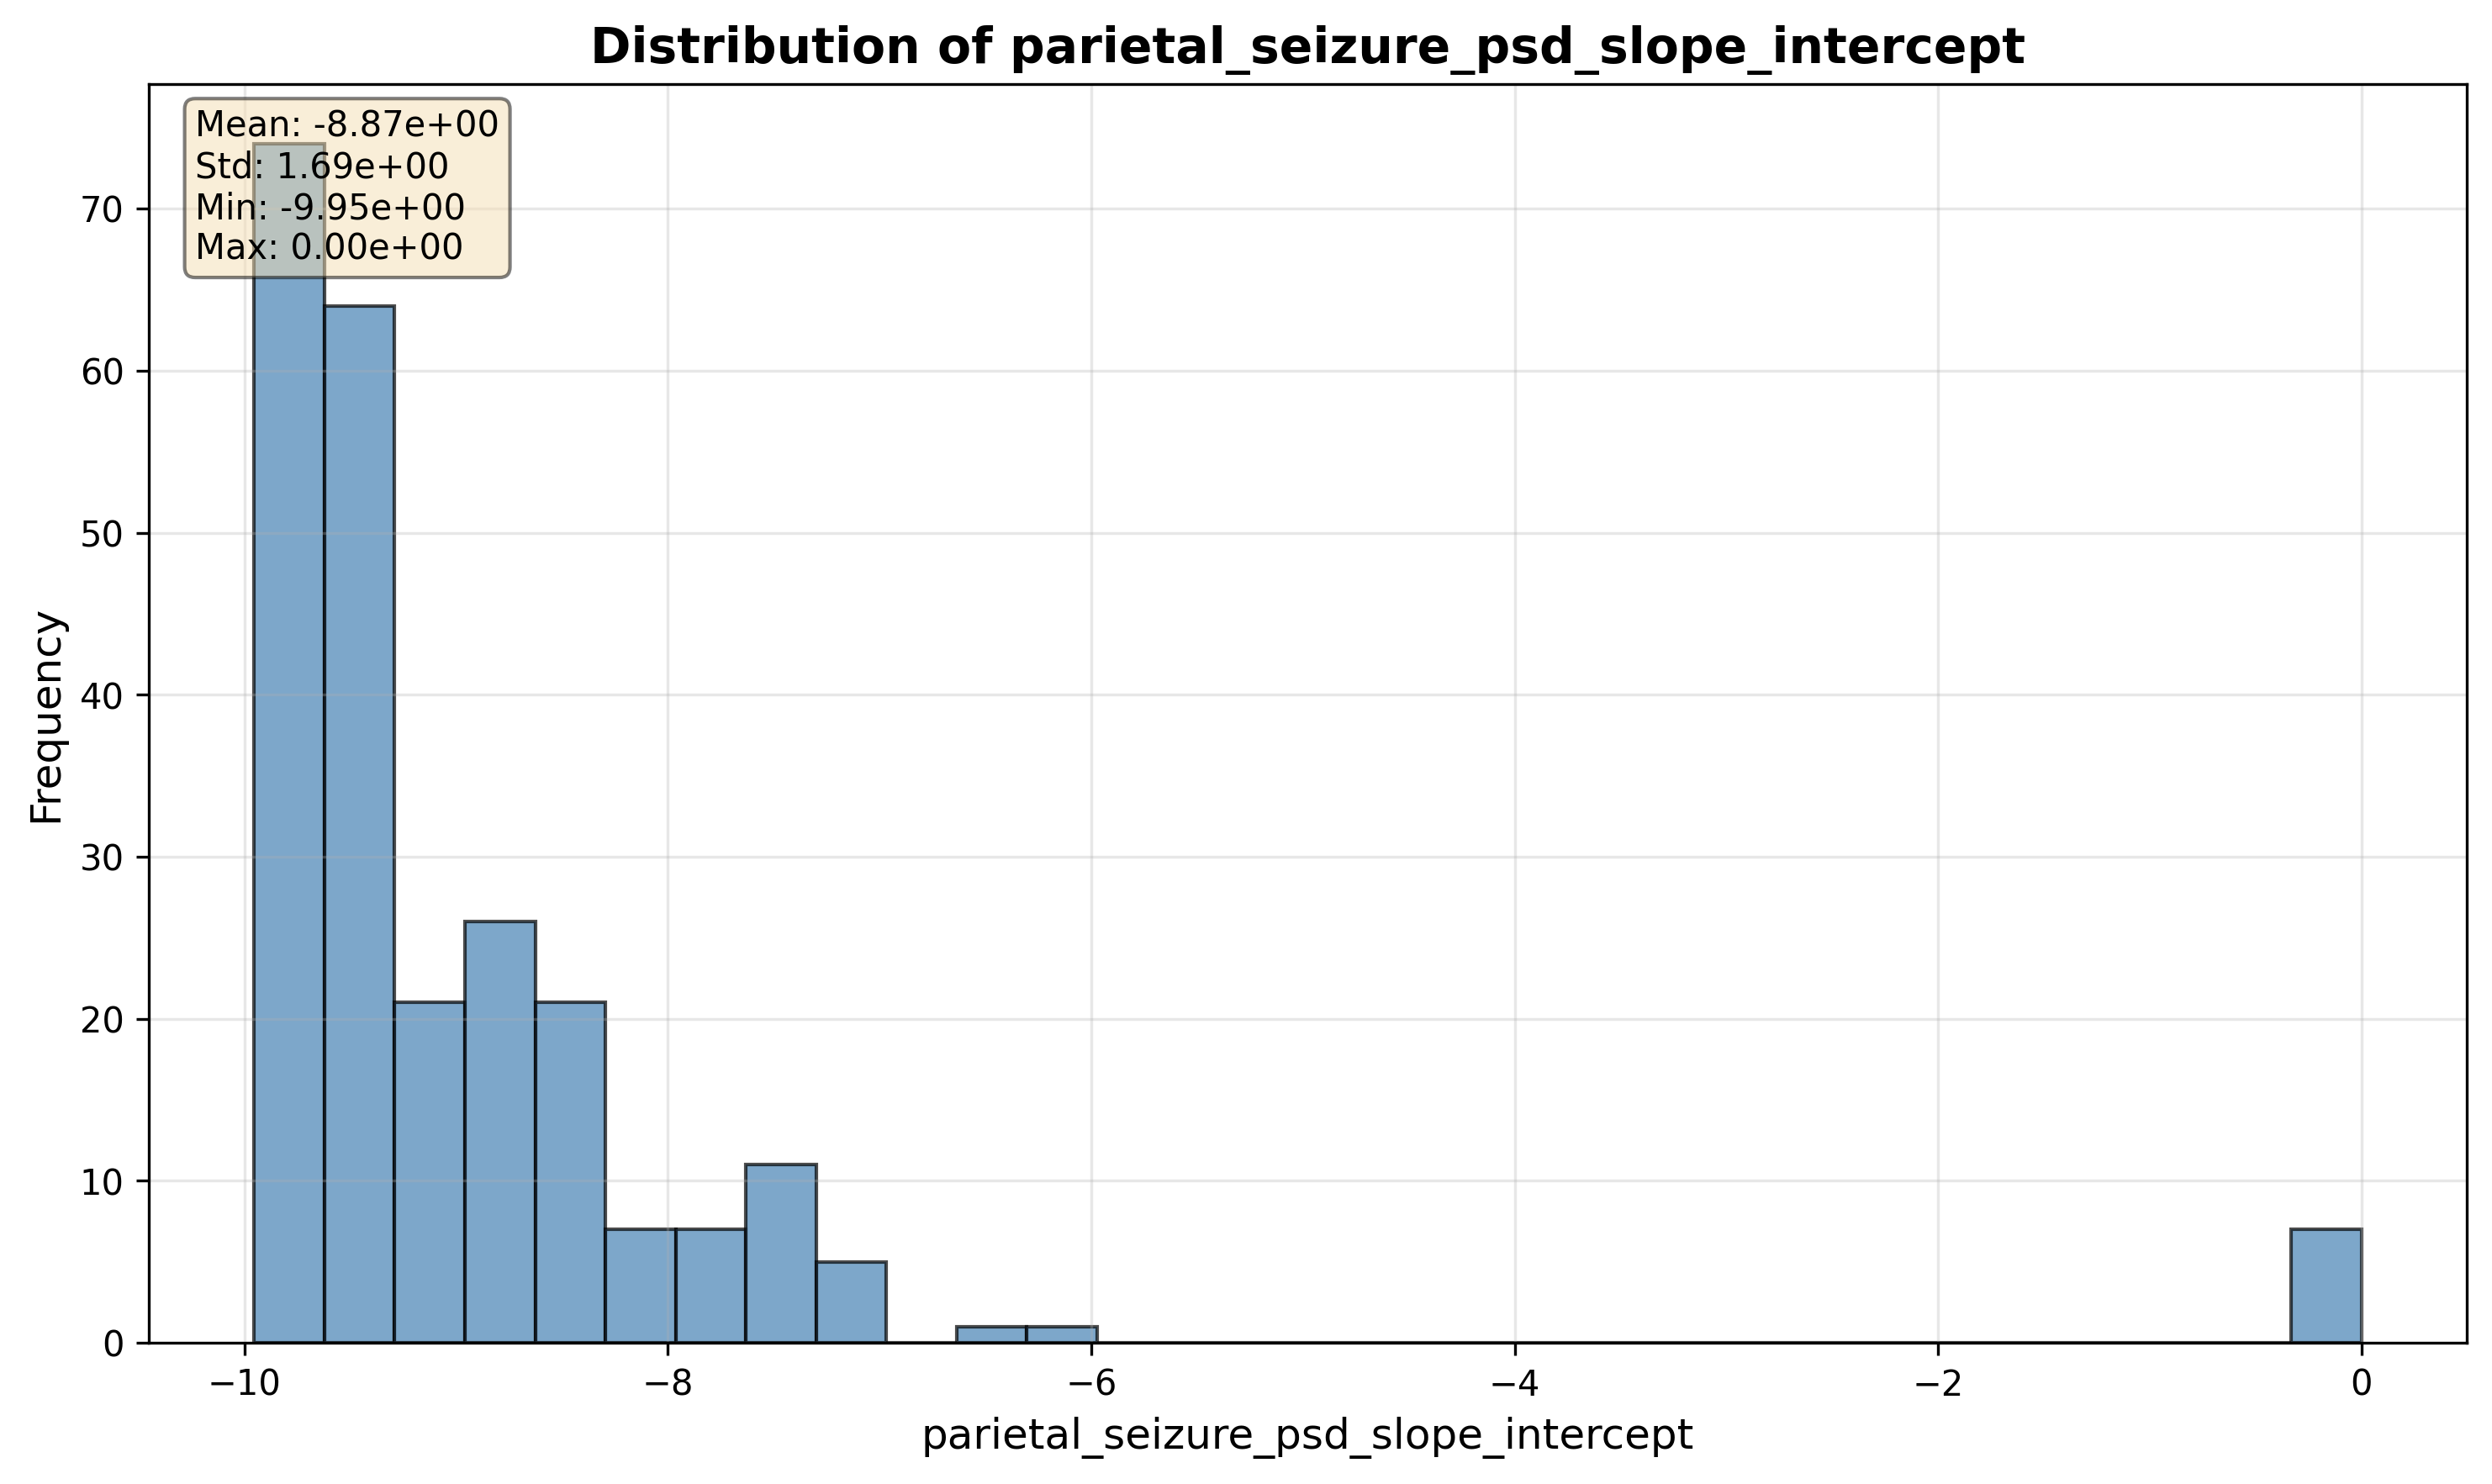 Distribution of parietal_seizure_psd_slope_intercept
Mean: -8.87e+00
Std: 1.69e+00
Min: -9.95e+00
Max: 0.00e+00
70
60
50
40
30
20
10
0
Frequency
−10 −8 −6 −4 −2 0
parietal_seizure_psd_slope_intercept